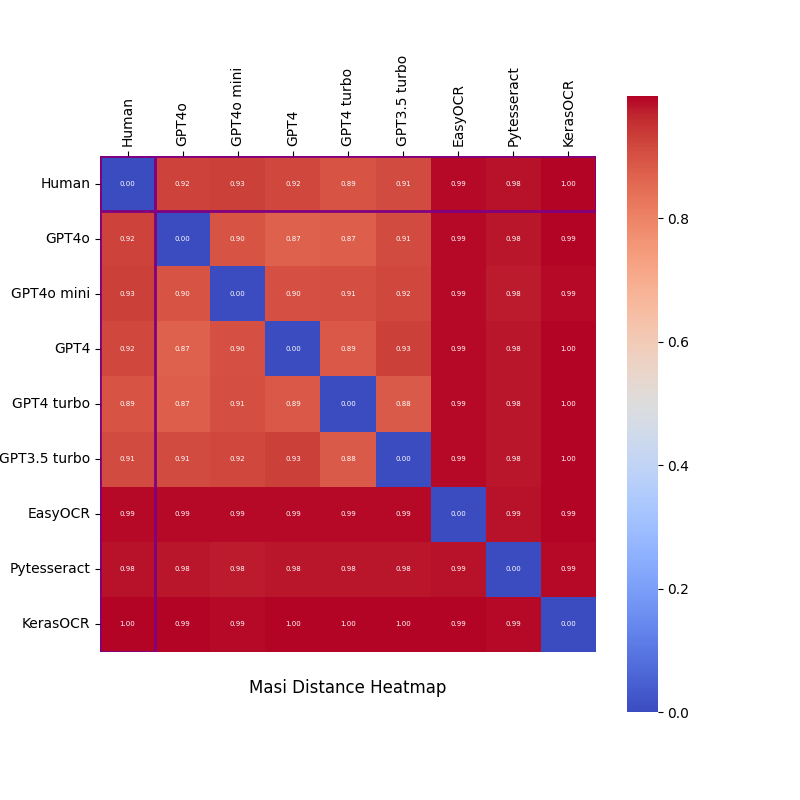 Human GPT4o GPT4o mini GPT4 GPT4 turbo GPT3.5 turbo EasyOCR Pytesseract KerasOCR
Human 0.00 0.92 0.93 0.92 0.89 0.91 0.99 0.98 1.00
GPT4o 0.92 0.00 0.90 0.87 0.87 0.91 0.99 0.98 0.99
GPT4o mini 0.93 0.90 0.00 0.90 0.91 0.92 0.99 0.98 0.99
GPT4 0.92 0.87 0.90 0.00 0.89 0.93 0.99 0.98 1.00
GPT4 turbo 0.89 0.87 0.91 0.89 0.00 0.88 0.99 0.98 1.00
GPT3.5 turbo 0.91 0.91 0.92 0.93 0.88 0.00 0.99 0.98 1.00
EasyOCR 0.99 0.99 0.99 0.99 0.99 0.99 0.00 0.99 0.99
Pytesseract 0.98 0.98 0.98 0.98 0.98 0.98 0.99 0.00 0.99
KerasOCR 1.00 0.99 0.99 1.00 1.00 1.00 0.99 0.99 0.00
Masi Distance Heatmap
0.8
0.6
0.4
0.2
0.0